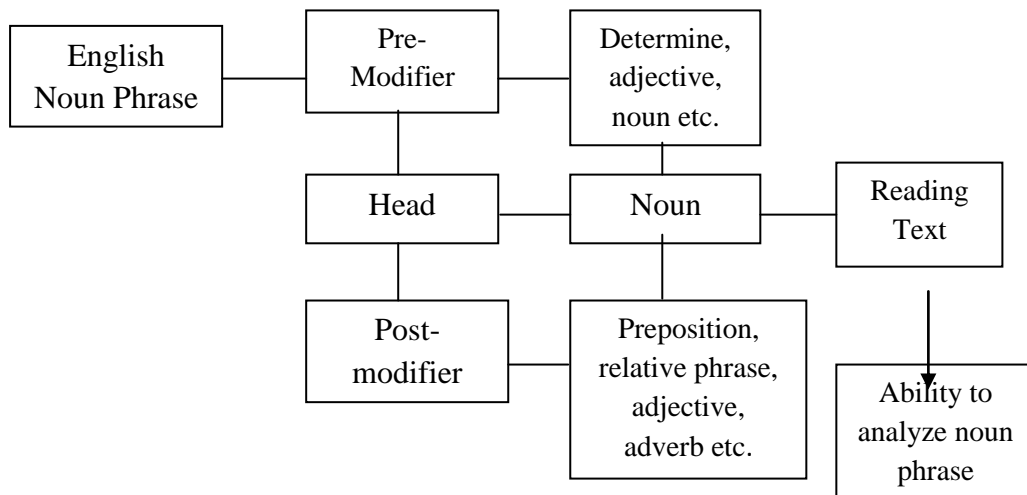 English
Noun Phrase
Pre-
Modifier
Determine,
adjective,
noun etc.
Head
Noun
Reading
Text
Post-
modifier
Preposition,
relative phrase,
adjective,
adverb etc.
Ability to
analyze noun
phrase